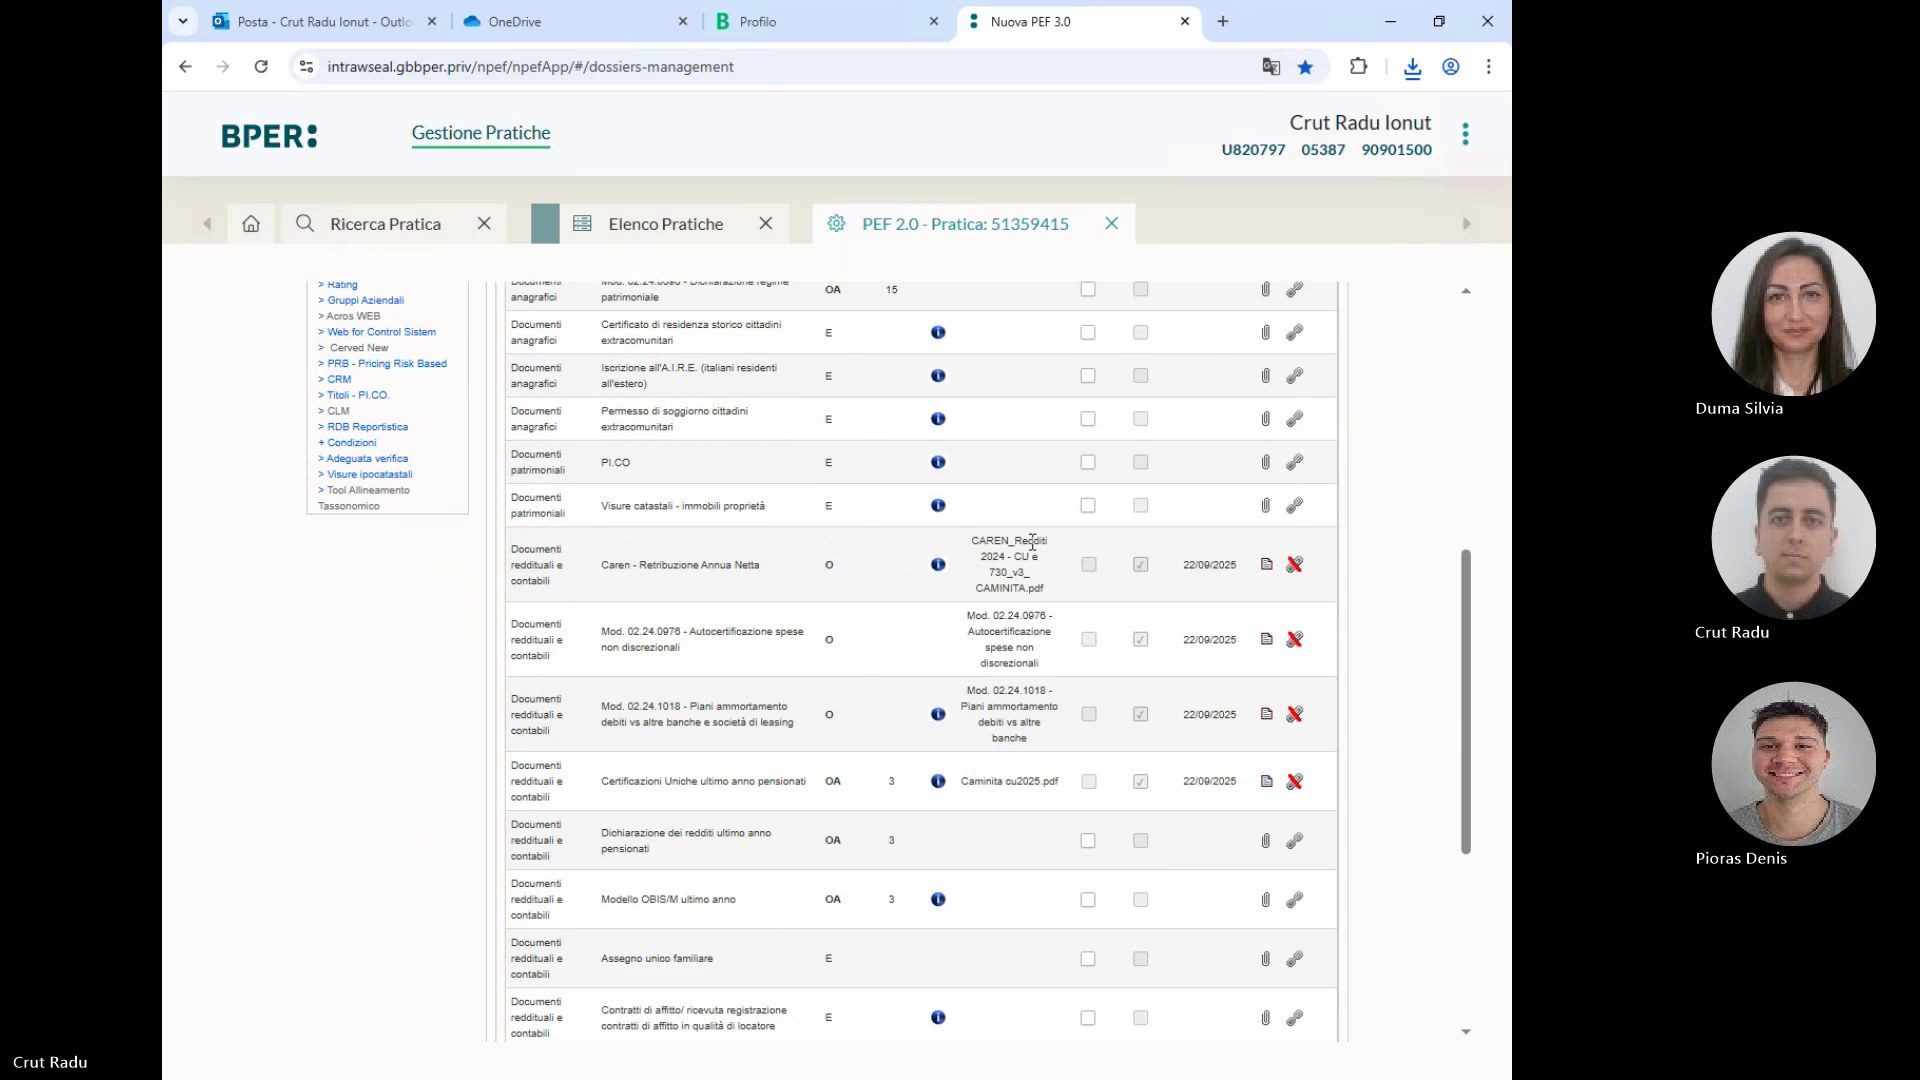 Posta - Crut Radu Ionut - Outlo
OneDrive
Profilo
Nuova PEF 3.0
intrawseal.gbbper.priv/npef/npefApp/#/dossiers-management
BPER:
Gestione Pratiche
Crut Radu Ionut
U820797 05387 90901500
Ricerca Pratica
Elenco Pratiche
PEF 2.0 - Pratica: 51359415
> Rating
> Gruppi Aziendali
> Acros WEB
> Web for Control Sistem
> Cerved New
> PRB - Pricing Risk Based
> CRM
> Titoli - PI.CO.
> CLM
> RDB Reportistica
+ Condizioni
> Adeguata verifica
> Visure ipocatastali
> Tool Allineamento
Tassonomico
Documenti
anagrafici
Mod. 02.24.0090 - Dichiarazione regime
patrimoniale
OA
15
Documenti
anagrafici
Certificato di residenza storico cittadini
extracomunitari
E
Documenti
anagrafici
Iscrizione all'A.I.R.E. (italiani residenti
all'estero)
E
Documenti
anagrafici
Permesso di soggiorno cittadini
extracomunitari
E
Documenti
patrimoniali
PI.CO
E
Documenti
patrimoniali
Visure catastali - immobili proprietà
E
Documenti
reddituali e
contabili
Caren - Retribuzione Annua Netta
O
CAREN_Redditi
2024 - CU e
730_v3_
CAMINITA.pdf
22/09/2025
Documenti
reddituali e
contabili
Mod. 02.24.0976 - Autocertificazione spese
non discrezionali
O
Mod. 02.24.0976 -
Autocertificazione
spese non
discrezionali
22/09/2025
Documenti
reddituali e
contabili
Mod. 02.24.1018 - Piani ammortamento
debiti vs altre banche e società di leasing
O
Mod. 02.24.1018 -
Piani ammortamento
debiti vs altre
banche
22/09/2025
Documenti
reddituali e
contabili
Certificazioni Uniche ultimo anno pensionati
OA
3
Caminita cu2025.pdf
22/09/2025
Documenti
reddituali e
contabili
Dichiarazione dei redditi ultimo anno
pensionati
OA
3
Documenti
reddituali e
contabili
Modello OBIS/M ultimo anno
OA
3
Documenti
reddituali e
contabili
Assegno unico familiare
E
Documenti
reddituali e
contabili
Contratti di affitto/ ricevuta registrazione
contratti di affitto in qualità di locatore
E
Duma Silvia
Crut Radu
Pioras Denis
Crut Radu